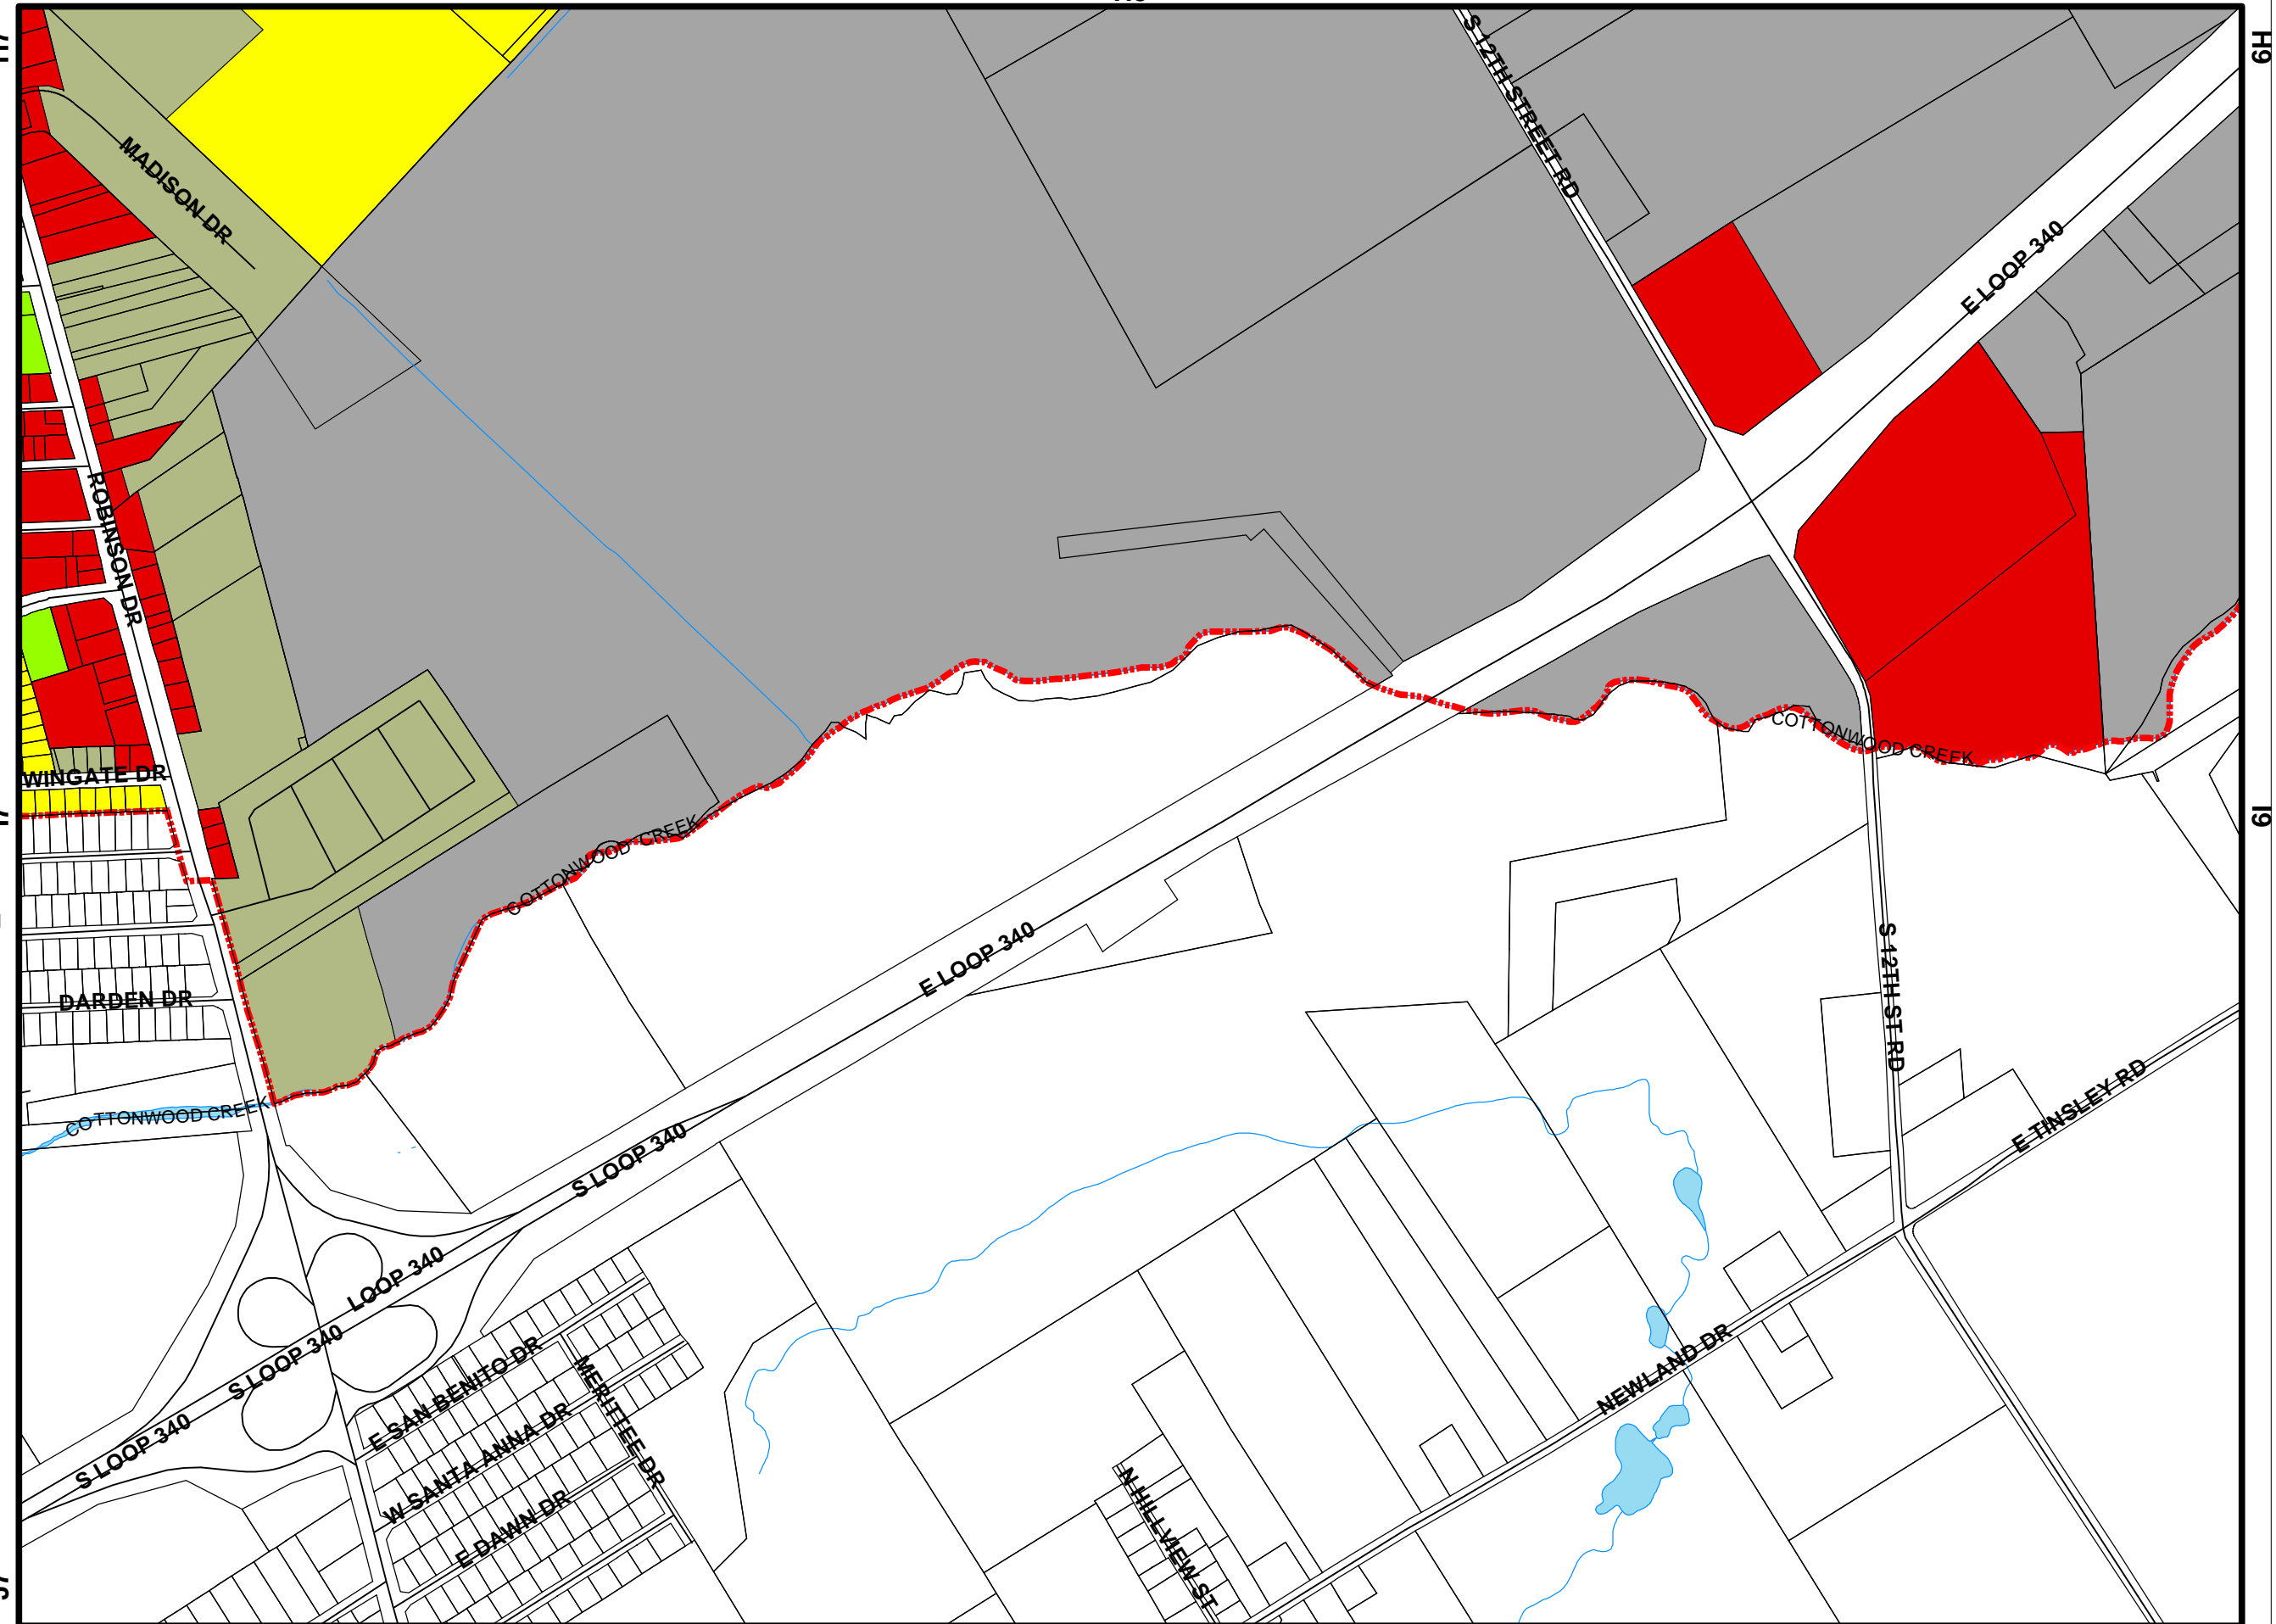 H9
S 12TH STREET RD
MADISON DR
E LOOP 340
ROBINSON DR
COTTONWOOD CREEK
WINGATE DR
I9
COTTONWOOD CREEK
E LOOP 340
S 12TH ST RD
DARDEN DR
E TINSLEY RD
COTTONWOOD CREEK
S LOOP 340
LOOP 340
S LOOP 340
E SAN BENITO DR
MERITTEE DR
NEWLAND DR
S LOOP 340
W SANTA ANNA DR
E DAWN DR
N HILLVIEW ST